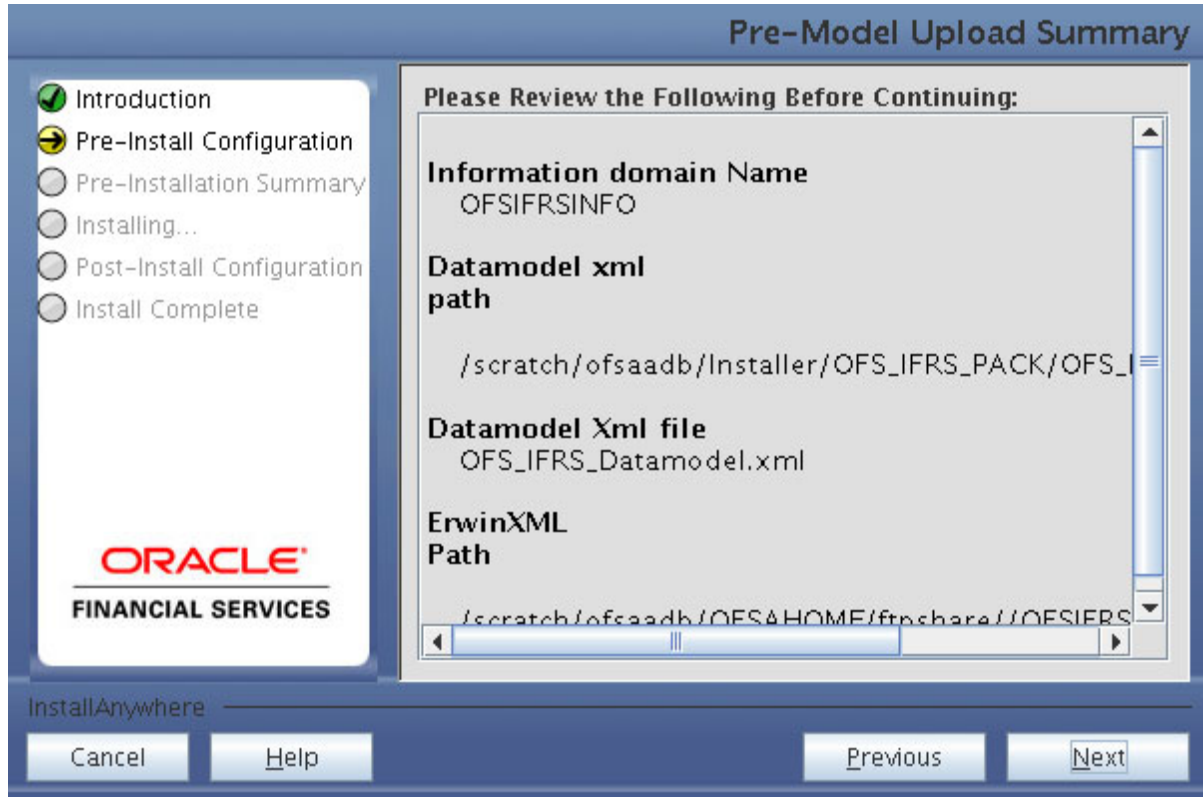 Pre-Model Upload Summary
Introduction
Pre-Install Configuration
Pre-Installation Summary
Installing...
Post-Install Configuration
Install Complete
ORACLE
FINANCIAL SERVICES
Please Review the Following Before Continuing:
Information domain Name
OFSIFRSINFO
Datamodel xml
path
/scratch/ofsaadb/Installer/OFS_IFRS_PACK/OFS_
Datamodel Xml file
OFS_IFRS_Datamodel.xml
ErwinXML
Path
/scratch/ofsaadb/OFSAHOME/ftpshare//OFSIFRS
InstallAnywhere
Cancel
Help
Previous
Next